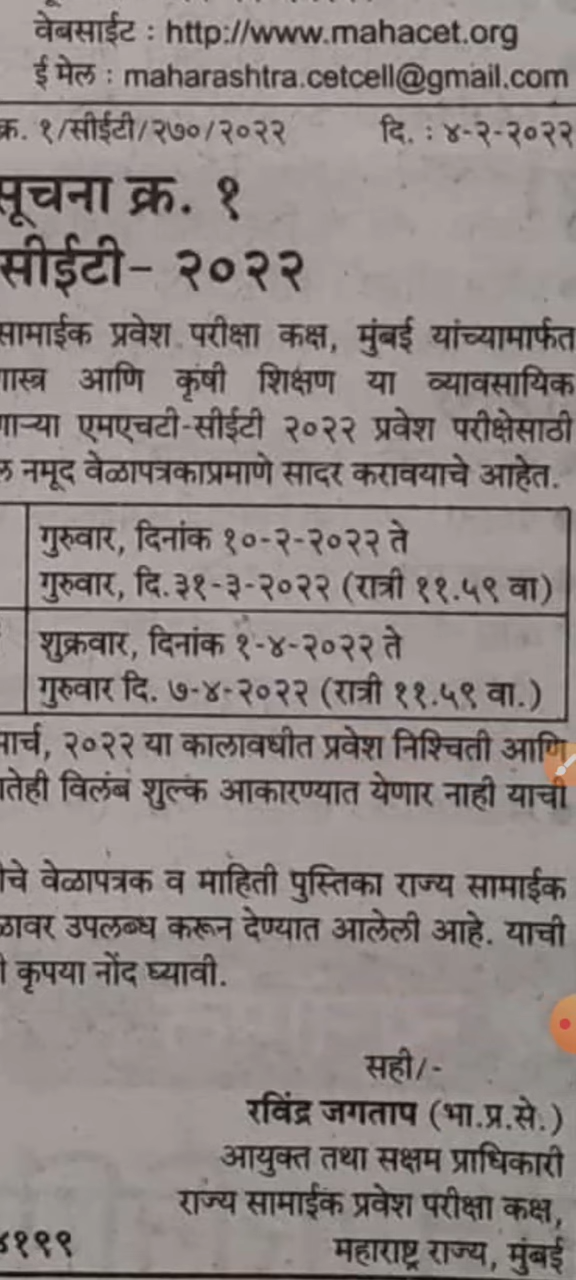 वेबसाईट : http://www.mahacet.org
ई मेल : maharashtra.cetcell@gmail.com
क्र. १/सीईटी/२७०/२०२२ दि. : ४-२-२०२२
सूचना क्र. १
सीईटी- २०२२
सामाईक प्रवेश परीक्षा कक्ष, मुंबई यांच्यामार्फत
आणि कृषी शिक्षण या व्यावसायिक
एमएचटी-सीईटी २०२२ प्रवेश परीक्षेसाठी
नमूद वेळापत्रकाप्रमाणे सादर करावयाचे आहेत.
गुरुवार, दिनांक १०-२-२०२२ ते
गुरुवार, दि.३१-३-२०२२ (रात्री ११.५९ वा)
शुक्रवार, दिनांक १-४-२०२२ ते
गुरुवार दि. ७-४-२०२२ (रात्री ११.५९ वा.)
मार्च, २०२२ या कालावधीत प्रवेश निश्चिती आणि
विलंब शुल्क आकारण्यात येणार नाही याची
वेळापत्रक व माहिती पुस्तिका राज्य सामाईक
उपलब्ध करून देण्यात आलेली आहे. याची
कृपया नोंद घ्यावी.
सही/-
रविंद्र जगताप (भा.प्र.से.)
आयुक्त तथा सक्षम प्राधिकारी
राज्य सामाईक प्रवेश परीक्षा कक्ष,
४१९९ महाराष्ट्र राज्य, मुंबई